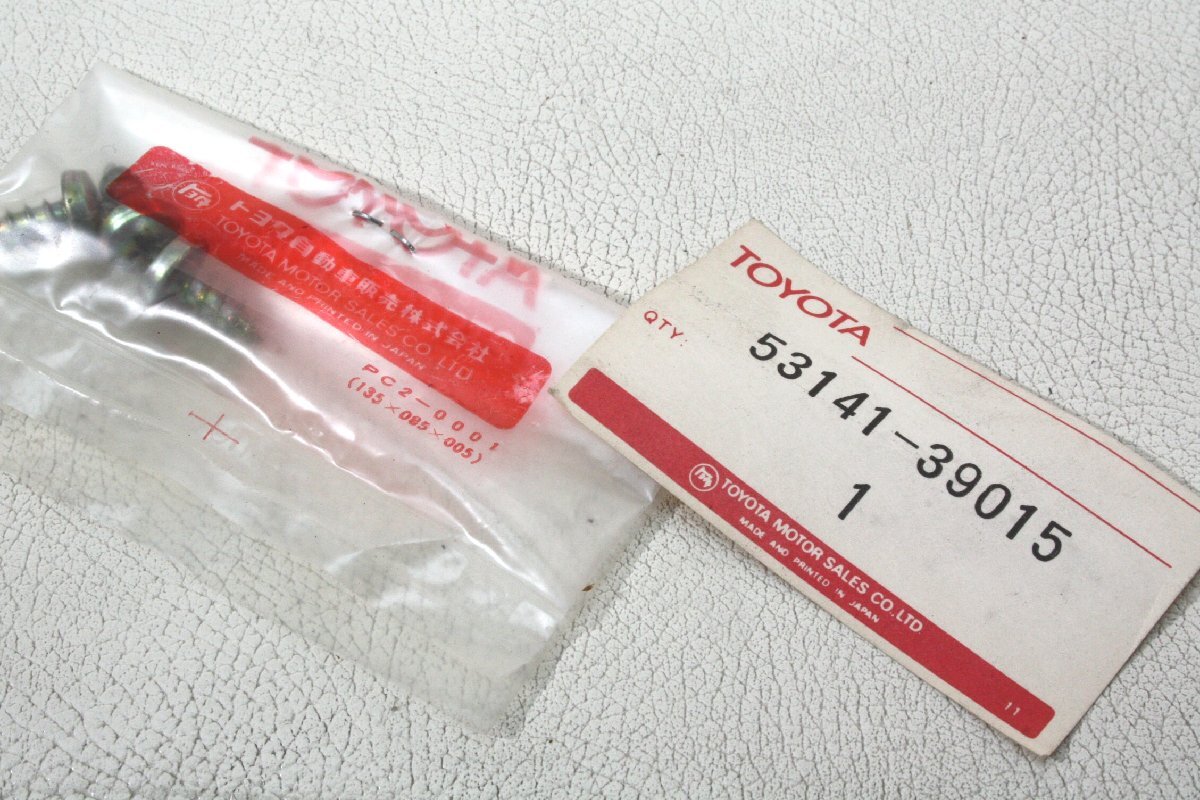 TOYOTA
トヨタ自動車販売株式会社
TOYOTA MOTOR SALES CO., LTD
MADE AND PRINTED IN JAPAN
PC2-0001
(135×085×005)
TOYOTA
QTY:
53141-39015
1
TOYOTA MOTOR SALES CO.,LTD.
MADE AND PRINTED IN JAPAN
11